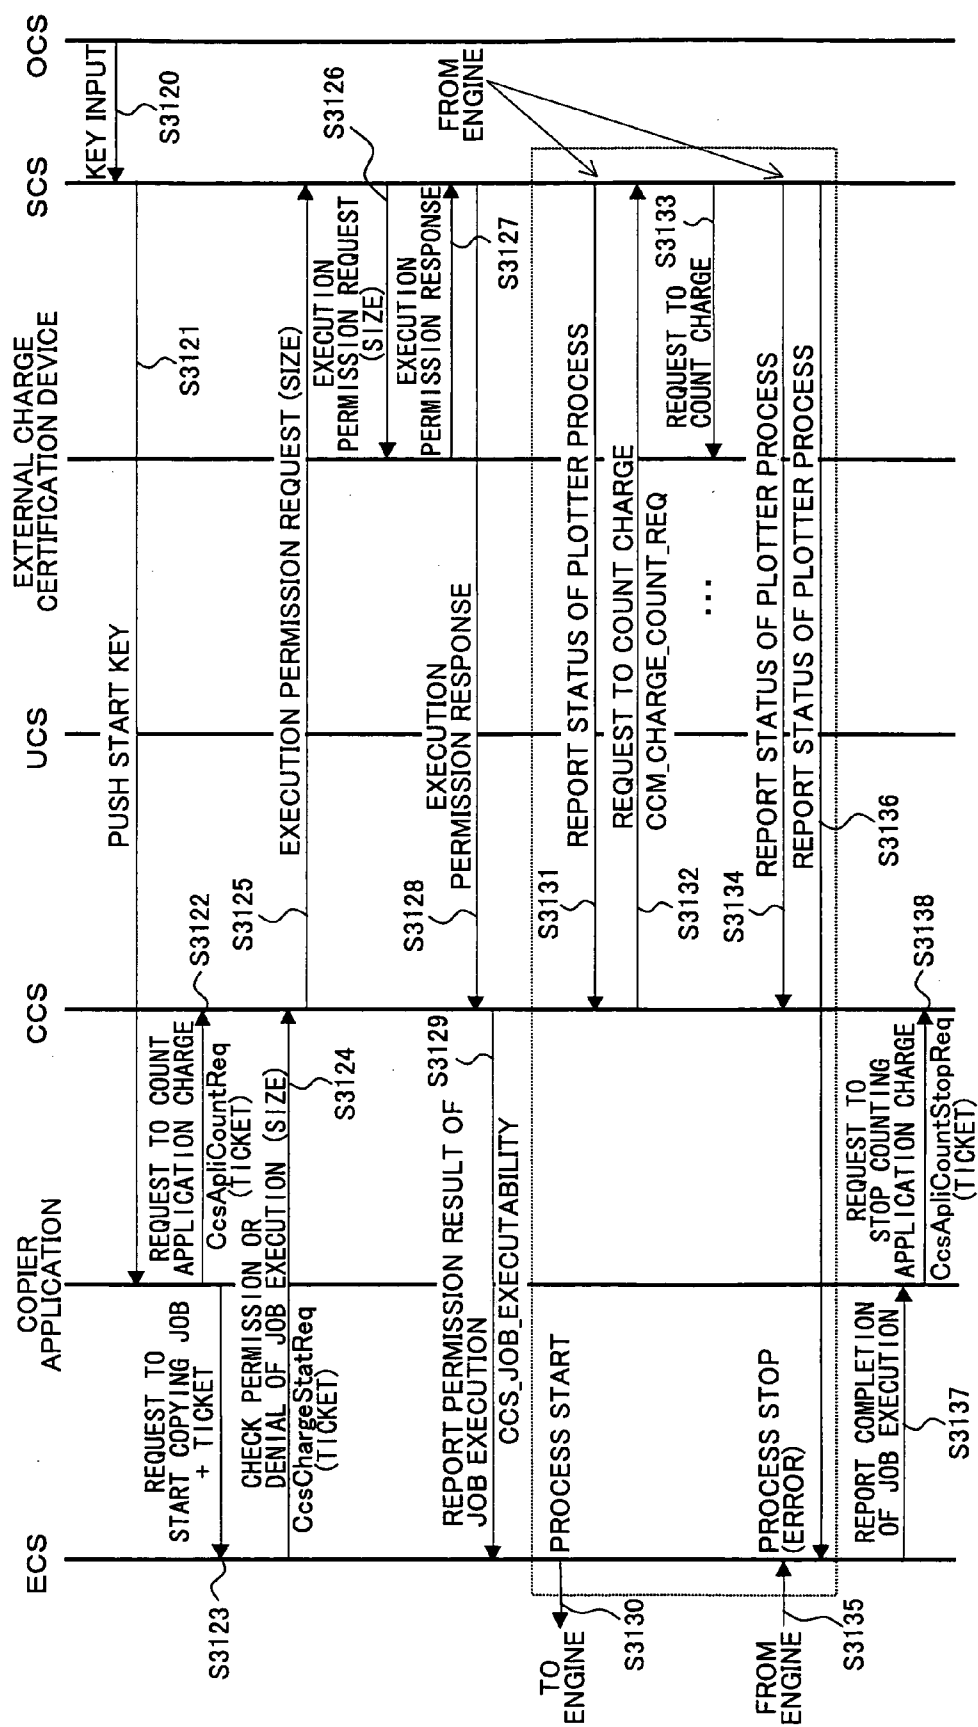 ECS
COPIER
APPLICATION
CCS
UCS
EXTERNAL CHARGE
CERTIFICATION DEVICE
SCS
OCS
KEY INPUT
S3120
PUSH START KEY
S3121
REQUEST TO COUNT
APPLICATION CHARGE
CcsApliCountReq
(TICKET)
S3122
REQUEST TO
START COPYING JOB
+ TICKET
S3123
CHECK PERMISSION OR
DENIAL OF JOB EXECUTION (SIZE)
CcsChargeStatReq
(TICKET)
S3124
S3125
EXECUTION PERMISSION REQUEST (SIZE)
EXECUTION
PERMISSION REQUEST
(SIZE)
S3126
EXECUTION
PERMISSION RESPONSE
S3127
EXECUTION
PERMISSION RESPONSE
S3128
REPORT PERMISSION RESULT OF
JOB EXECUTION
S3129
CCS_JOB_EXECUTABILITY
FROM
ENGINE
PROCESS START
TO
ENGINE
S3130
REPORT STATUS OF PLOTTER PROCESS
S3131
REQUEST TO COUNT CHARGE
CCM_CHARGE_COUNT_REQ
S3132
REQUEST TO
COUNT CHARGE
S3133
...
REPORT STATUS OF PLOTTER PROCESS
S3134
PROCESS STOP
(ERROR)
FROM
ENGINE
S3135
REPORT STATUS OF PLOTTER PROCESS
S3136
REPORT COMPLETION
OF JOB EXECUTION
S3137
REQUEST TO
STOP COUNTING
APPLICATION CHARGE
CcsApliCountStopReq
(TICKET)
S3138